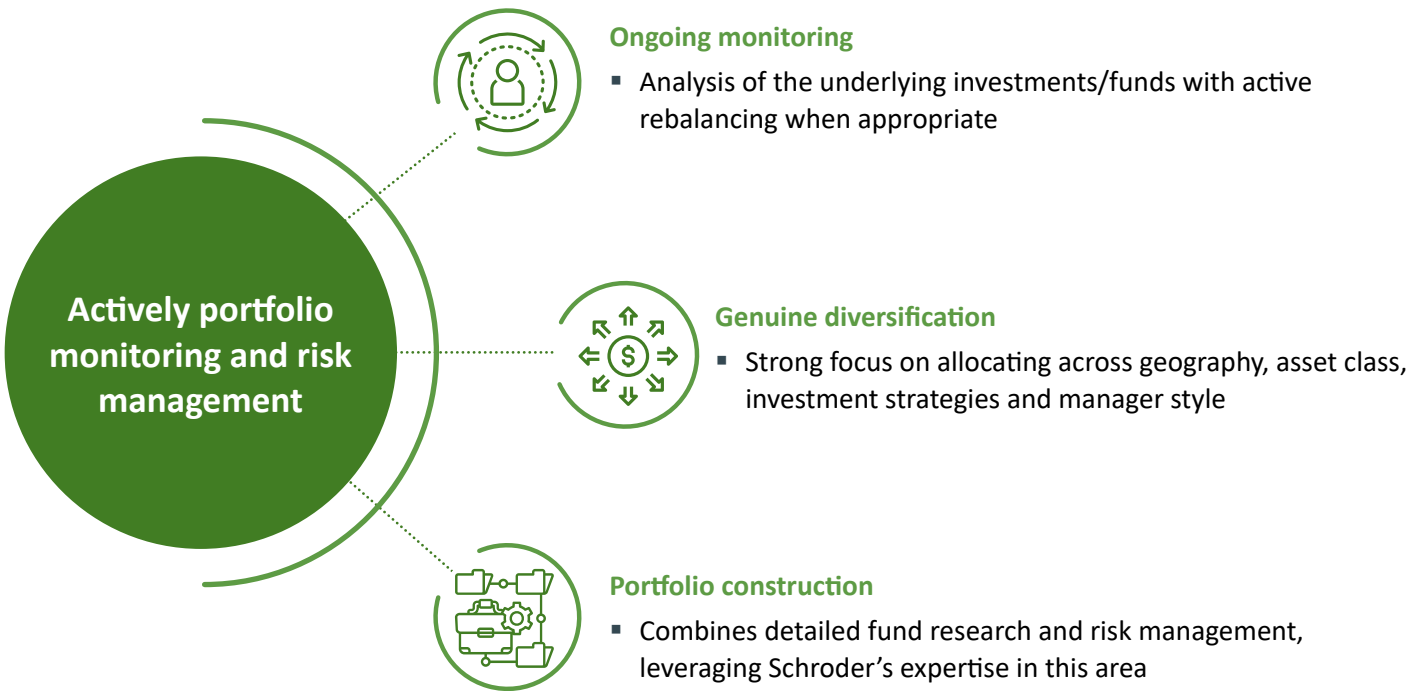 Ongoing monitoring
▪ Analysis of the underlying investments/funds with active
rebalancing when appropriate
Actively portfolio
monitoring and risk
management
Genuine diversification
▪ Strong focus on allocating across geography, asset class,
investment strategies and manager style
$
Portfolio construction
▪ Combines detailed fund research and risk management,
leveraging Schroder’s expertise in this area